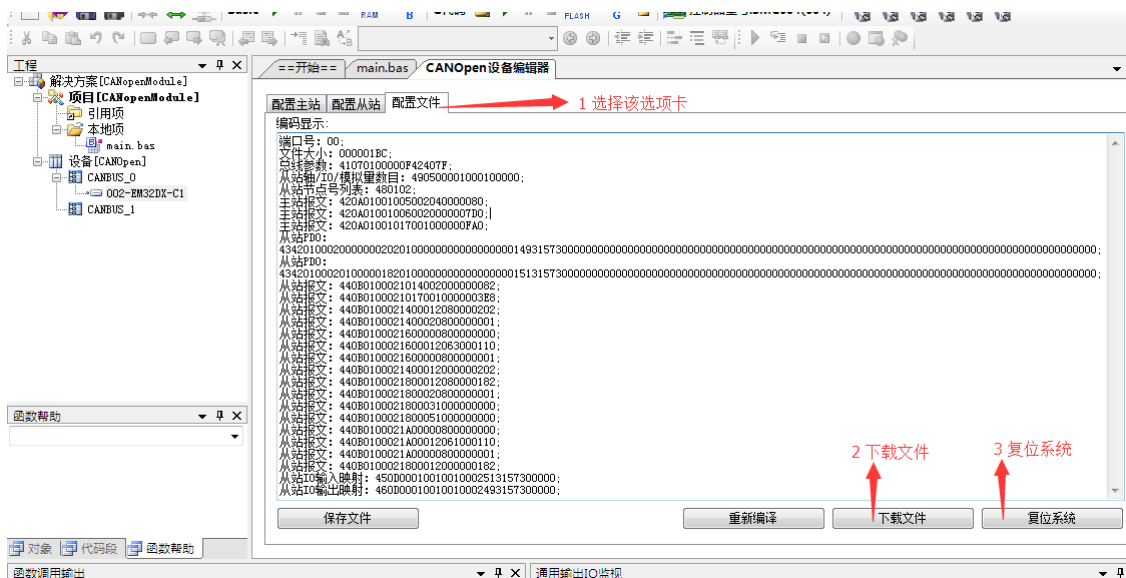 RAM B FLASH G
工程
解决方案[CANopenModule]
项目[CANopenModule]
引用项
本地项
main.bas
设备[CANOpen]
CANBUS_0
002-EM32DX-C1
CANBUS_1
函数帮助
对象 代码段 函数帮助
==开始== main.bas CANOpen设备编辑器
配置主站 配置从站 配置文件
1 选择该选项卡
编码显示:
端口号: 00;
文件大小: 000001BC;
总线参数: 41070100000F42407F;
从站轴/IO/模拟量数目: 490500001000100000;
从站节点号列表: 480102;
主站报文: 420A01001005002040000080;
主站报文: 420A010010060020000007D0;
主站报文: 420A01001017001000000FA0;
从站PDO:
从站PDO:
从站报文: 440B0100021014002000000082;
从站报文: 440B01000210170010000003E8;
从站报文: 440B0100021400012080000202;
从站报文: 440B0100021400020800000001;
从站报文: 440B0100021600000800000000;
从站报文: 440B0100021600012063000110;
从站报文: 440B0100021600000800000001;
从站报文: 440B0100021400012000000202;
从站报文: 440B0100021800012080000182;
从站报文: 440B0100021800020800000001;
从站报文: 440B0100021800031000000000;
从站报文: 440B0100021800051000000000;
从站报文: 440B0100021A00000800000000;
从站报文: 440B0100021A00012061000110;
从站报文: 440B0100021A00000800000001;
从站报文: 440B0100021800012000000182;
从站IO输入映射: 450D00010010010002513157300000;
从站IO输出映射: 460D00010010010002493157300000;
2 下载文件
3 复位系统
保存文件 重新编译 下载文件 复位系统
函数调用输出
通用输出IO监视